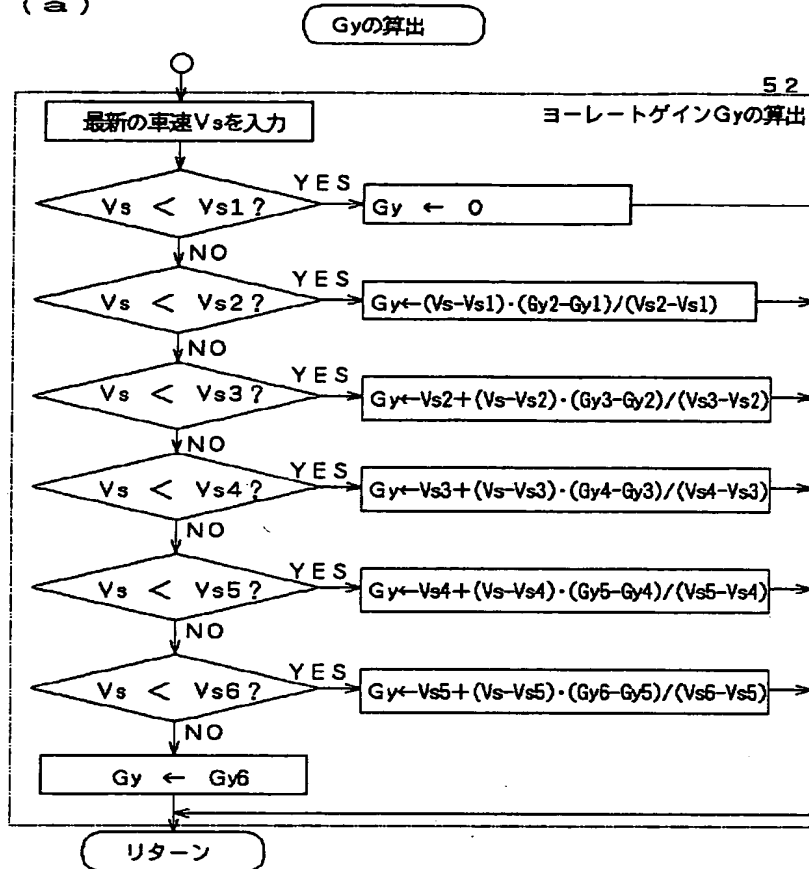 (a)
Gyの算出
52
ヨーレートゲインGyの算出
最新の車速Vsを入力
Vs < Vs1?
YES
Gy ← 0
NO
Vs < Vs2?
YES
Gy←(Vs-Vs1)·(Gy2-Gy1)/(Vs2-Vs1)
NO
Vs < Vs3?
YES
Gy←Vs2+(Vs-Vs2)·(Gy3-Gy2)/(Vs3-Vs2)
NO
Vs < Vs4?
YES
Gy←Vs3+(Vs-Vs3)·(Gy4-Gy3)/(Vs4-Vs3)
NO
Vs < Vs5?
YES
Gy←Vs4+(Vs-Vs4)·(Gy5-Gy4)/(Vs5-Vs4)
NO
Vs < Vs6?
YES
Gy←Vs5+(Vs-Vs5)·(Gy6-Gy5)/(Vs6-Vs5)
NO
Gy ← Gy6
リターン